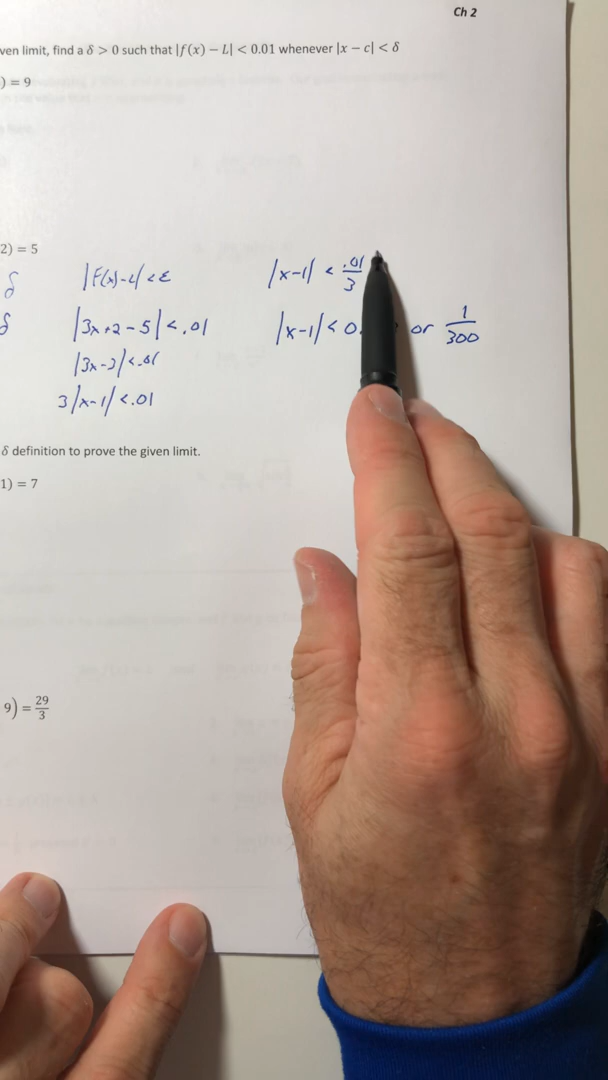 Ch 2
ven limit, find a δ > 0 such that |f(x) − L| < 0.01 whenever |x − c| < δ
) = 9
2) = 5
δ |F(x)-L| < ε |x-1| < .01/3
δ |3x+2-5| < .01 |x-1| < 0. or 1/300
|3x-3| < .01
3|x-1| < .01
δ definition to prove the given limit.
1) = 7
9) = 29/3